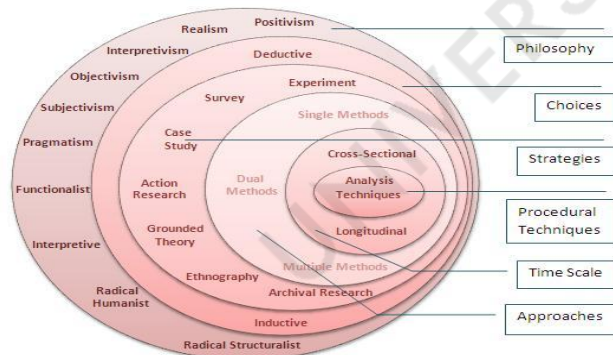 Positivism
Realism
Interpretivism
Objectivism
Subjectivism
Pragmatism
Functionalist
Interpretive
Radical
Humanist
Radical Structuralist
Deductive
Inductive
Experiment
Survey
Case
Study
Action
Research
Grounded
Theory
Ethnography
Archival Research
Single Methods
Dual
Methods
Multiple Methods
Cross-Sectional
Longitudinal
Analysis
Techniques
Philosophy
Choices
Strategies
Procedural
Techniques
Time Scale
Approaches
UNIVERS